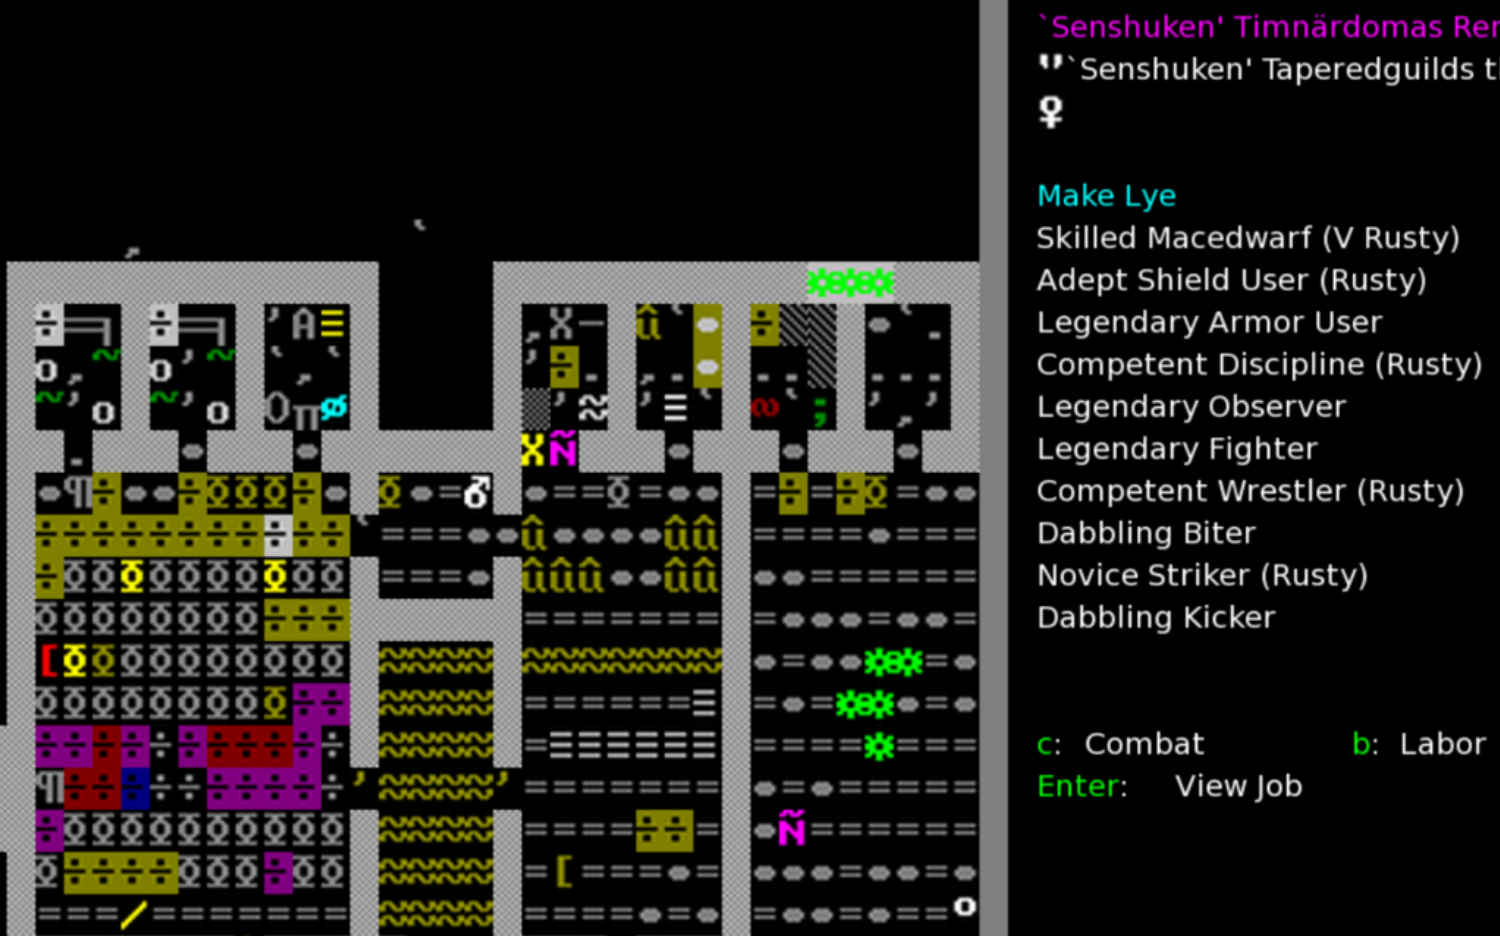 `Senshuken' Timnärdomas
`Senshuken' Taperedguilds
Make Lye
Skilled Macedwarf (V Rusty)
Adept Shield User (Rusty)
Legendary Armor User
Competent Discipline (Rusty)
Legendary Observer
Legendary Fighter
Competent Wrestler (Rusty)
Dabbling Biter
Novice Striker (Rusty)
Dabbling Kicker
c: Combat b: Labor
Enter: View Job